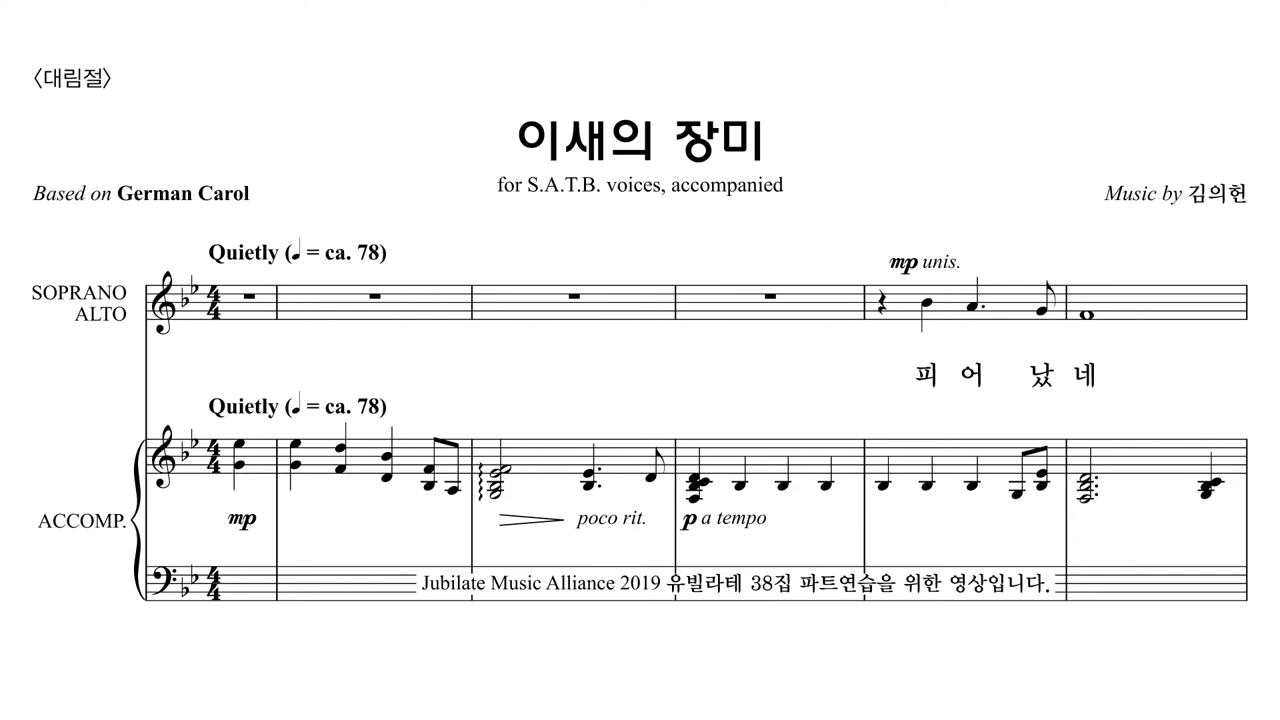 〈대림절〉
이새의 장미
for S.A.T.B. voices, accompanied
Based on German Carol
Music by 김의헌
Quietly (♩ = ca. 78)
mp unis.
SOPRANO
ALTO
피 어 났 네
Quietly (♩ = ca. 78)
ACCOMP.
mp poco rit. p a tempo
Jubilate Music Alliance 2019 유빌라테 38집 파트연습을 위한 영상입니다.